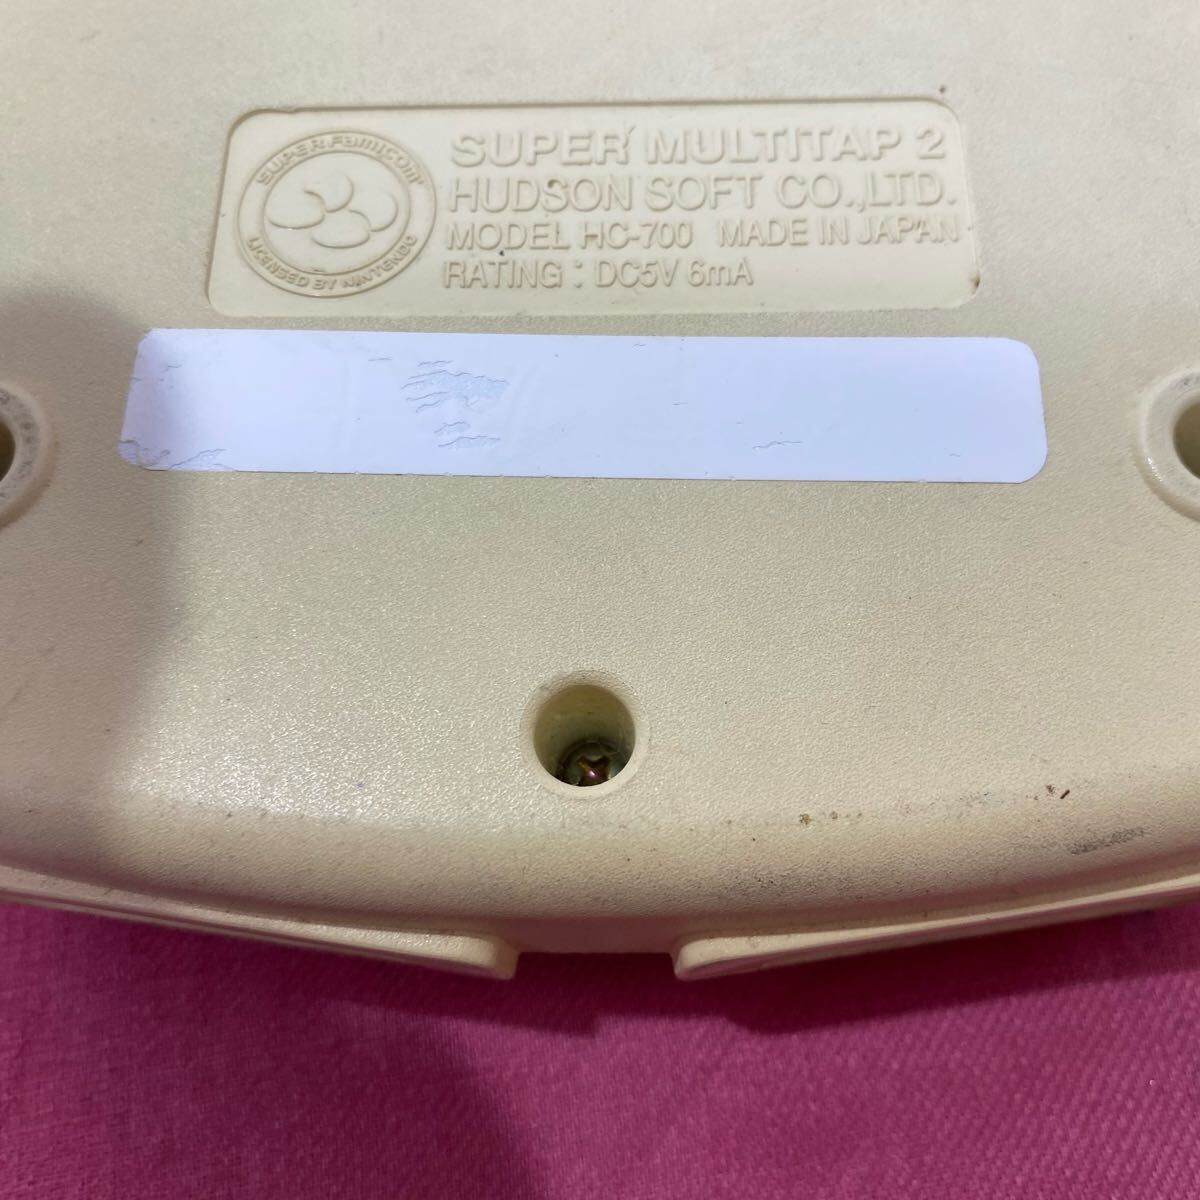 SUPER Famicom
LICENSED BY NINTENDO
SUPER MULTITAP 2
HUDSON SOFT CO.,LTD.
MODEL HC-700 MADE IN JAPAN
RATING : DC5V 6mA